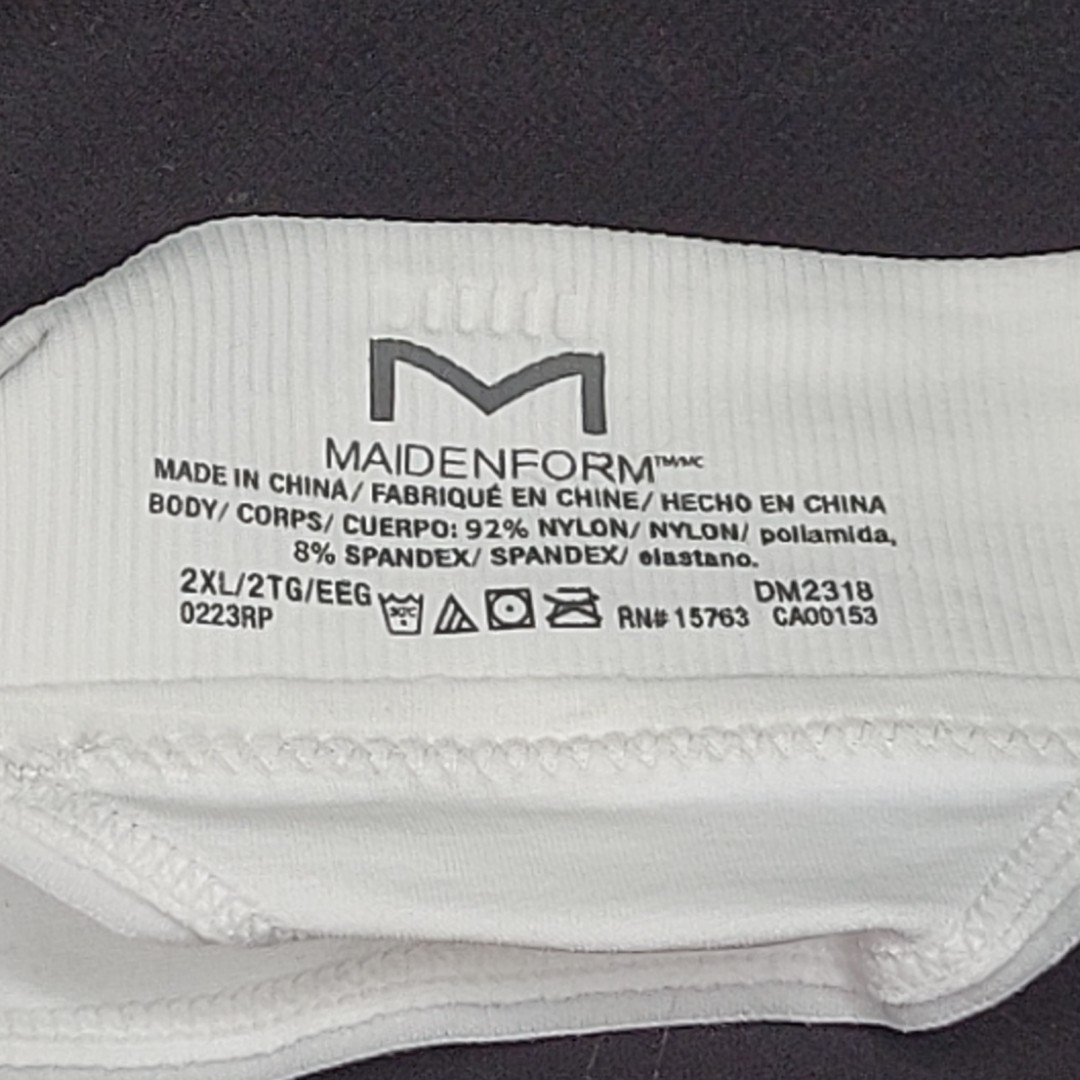 MAIDENFORM™/MC
MADE IN CHINA/ FABRIQUÉ EN CHINE/ HECHO EN CHINA
BODY/ CORPS/ CUERPO: 92% NYLON/ NYLON/ poliamida,
8% SPANDEX/ SPANDEX/ elastano.
2XL/2TG/EEG DM2318
0223RP 30°C RN# 15763 CA00153